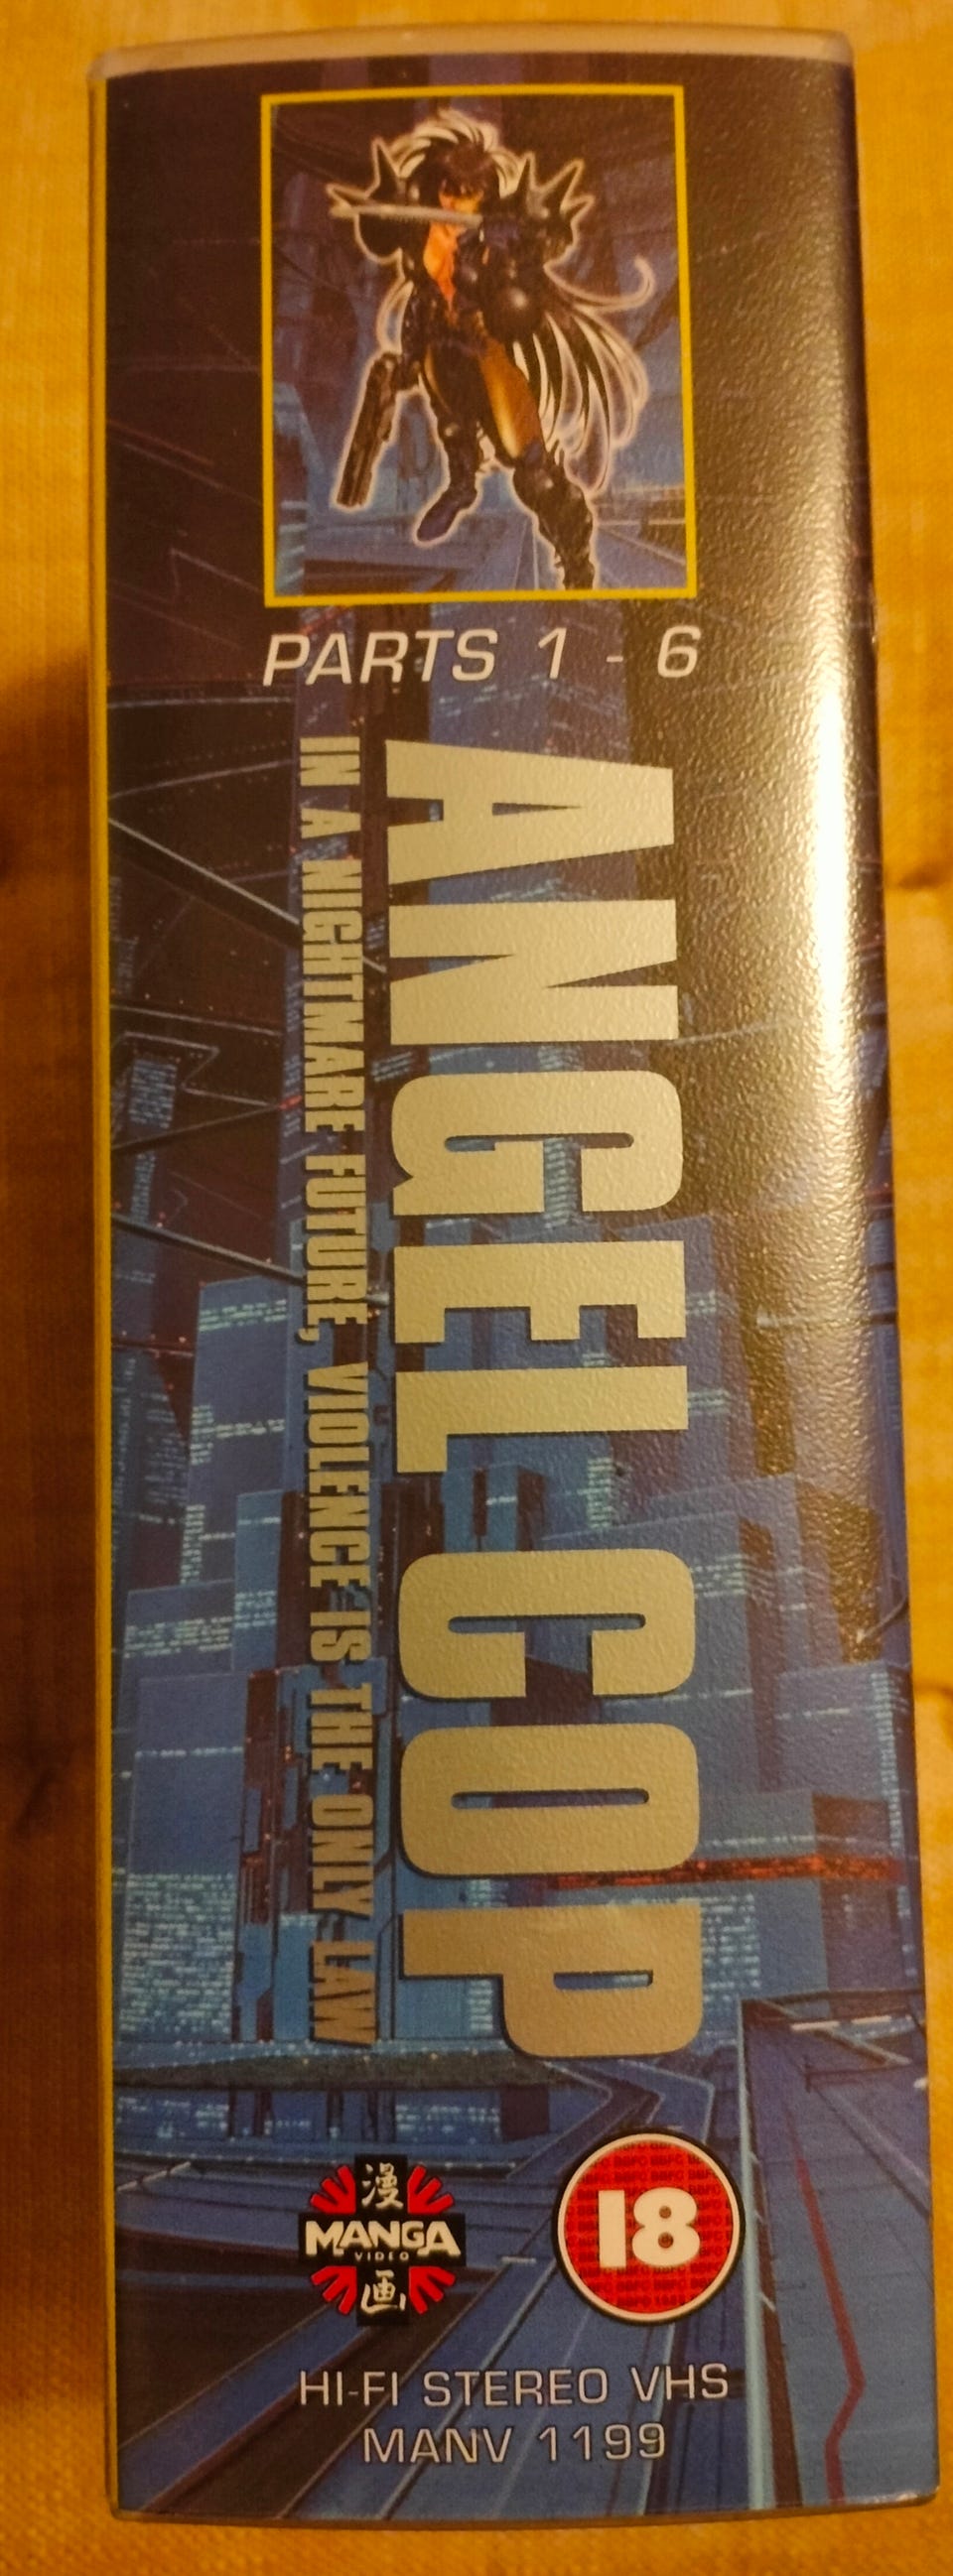 PARTS 1 - 6
ANGEL COP
IN A NIGHTMARE FUTURE, VIOLENCE IS THE ONLY LAW
漫
MANGA
VIDEO
画
18
HI-FI STEREO VHS
MANV 1199